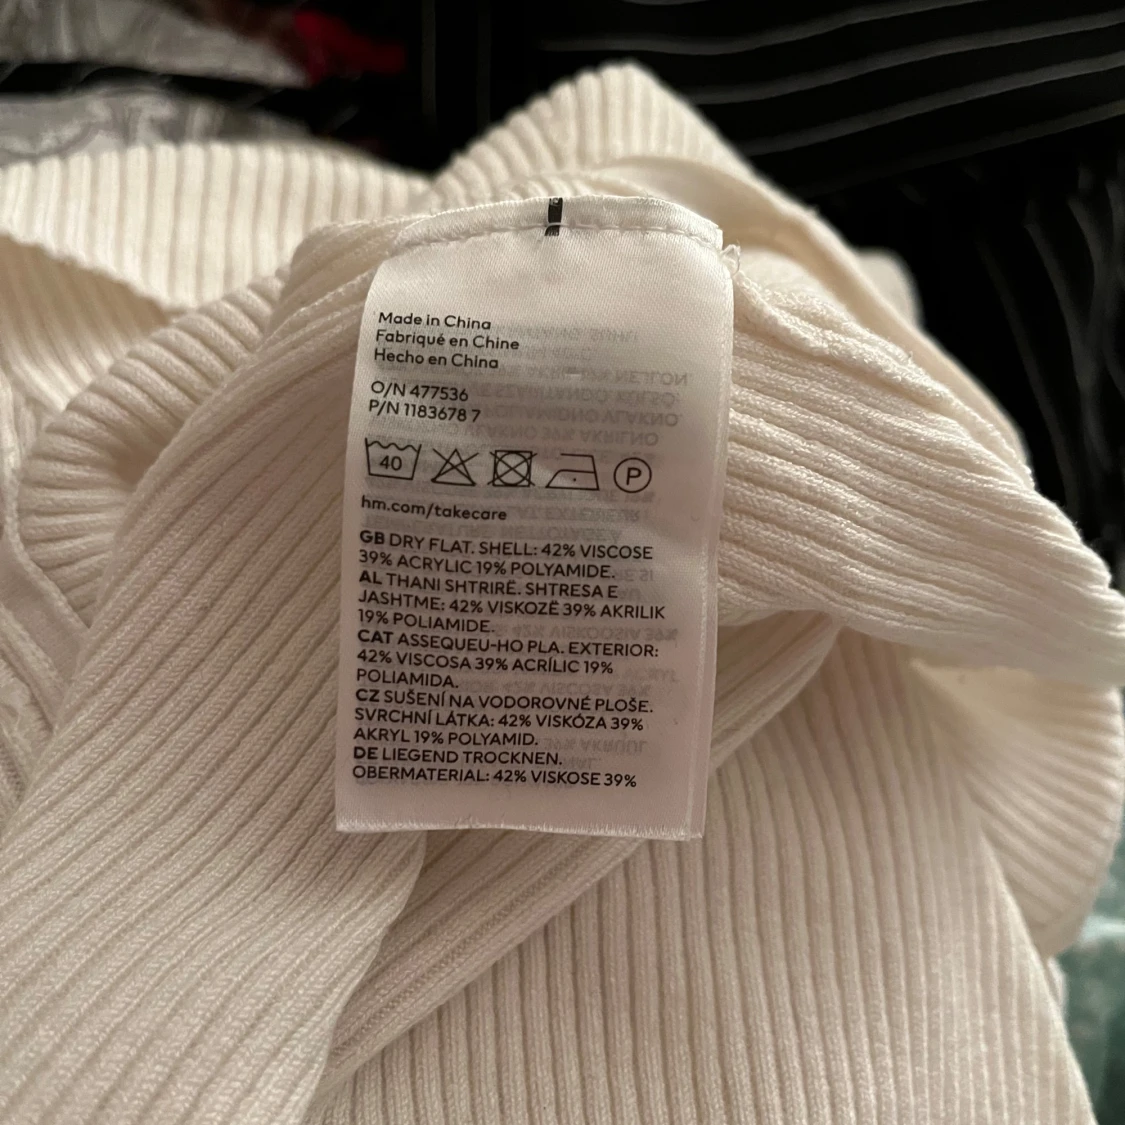 Made in China
Fabriqué en Chine
Hecho en China
O/N 477536
P/N 1183678 7
40
P
hm.com/takecare
GB DRY FLAT. SHELL: 42% VISCOSE
39% ACRYLIC 19% POLYAMIDE.
AL THANI SHTRIRË. SHTRESA E
JASHTME: 42% VISKOZË 39% AKRILIK
19% POLIAMIDE.
CAT ASSEQUEU-HO PLA. EXTERIOR:
42% VISCOSA 39% ACRÍLIC 19%
POLIAMIDA.
CZ SUŠENÍ NA VODOROVNÉ PLOŠE.
SVRCHNÍ LÁTKA: 42% VISKÓZA 39%
AKRYL 19% POLYAMID.
DE LIEGEND TROCKNEN.
OBERMATERIAL: 42% VISKOSE 39%